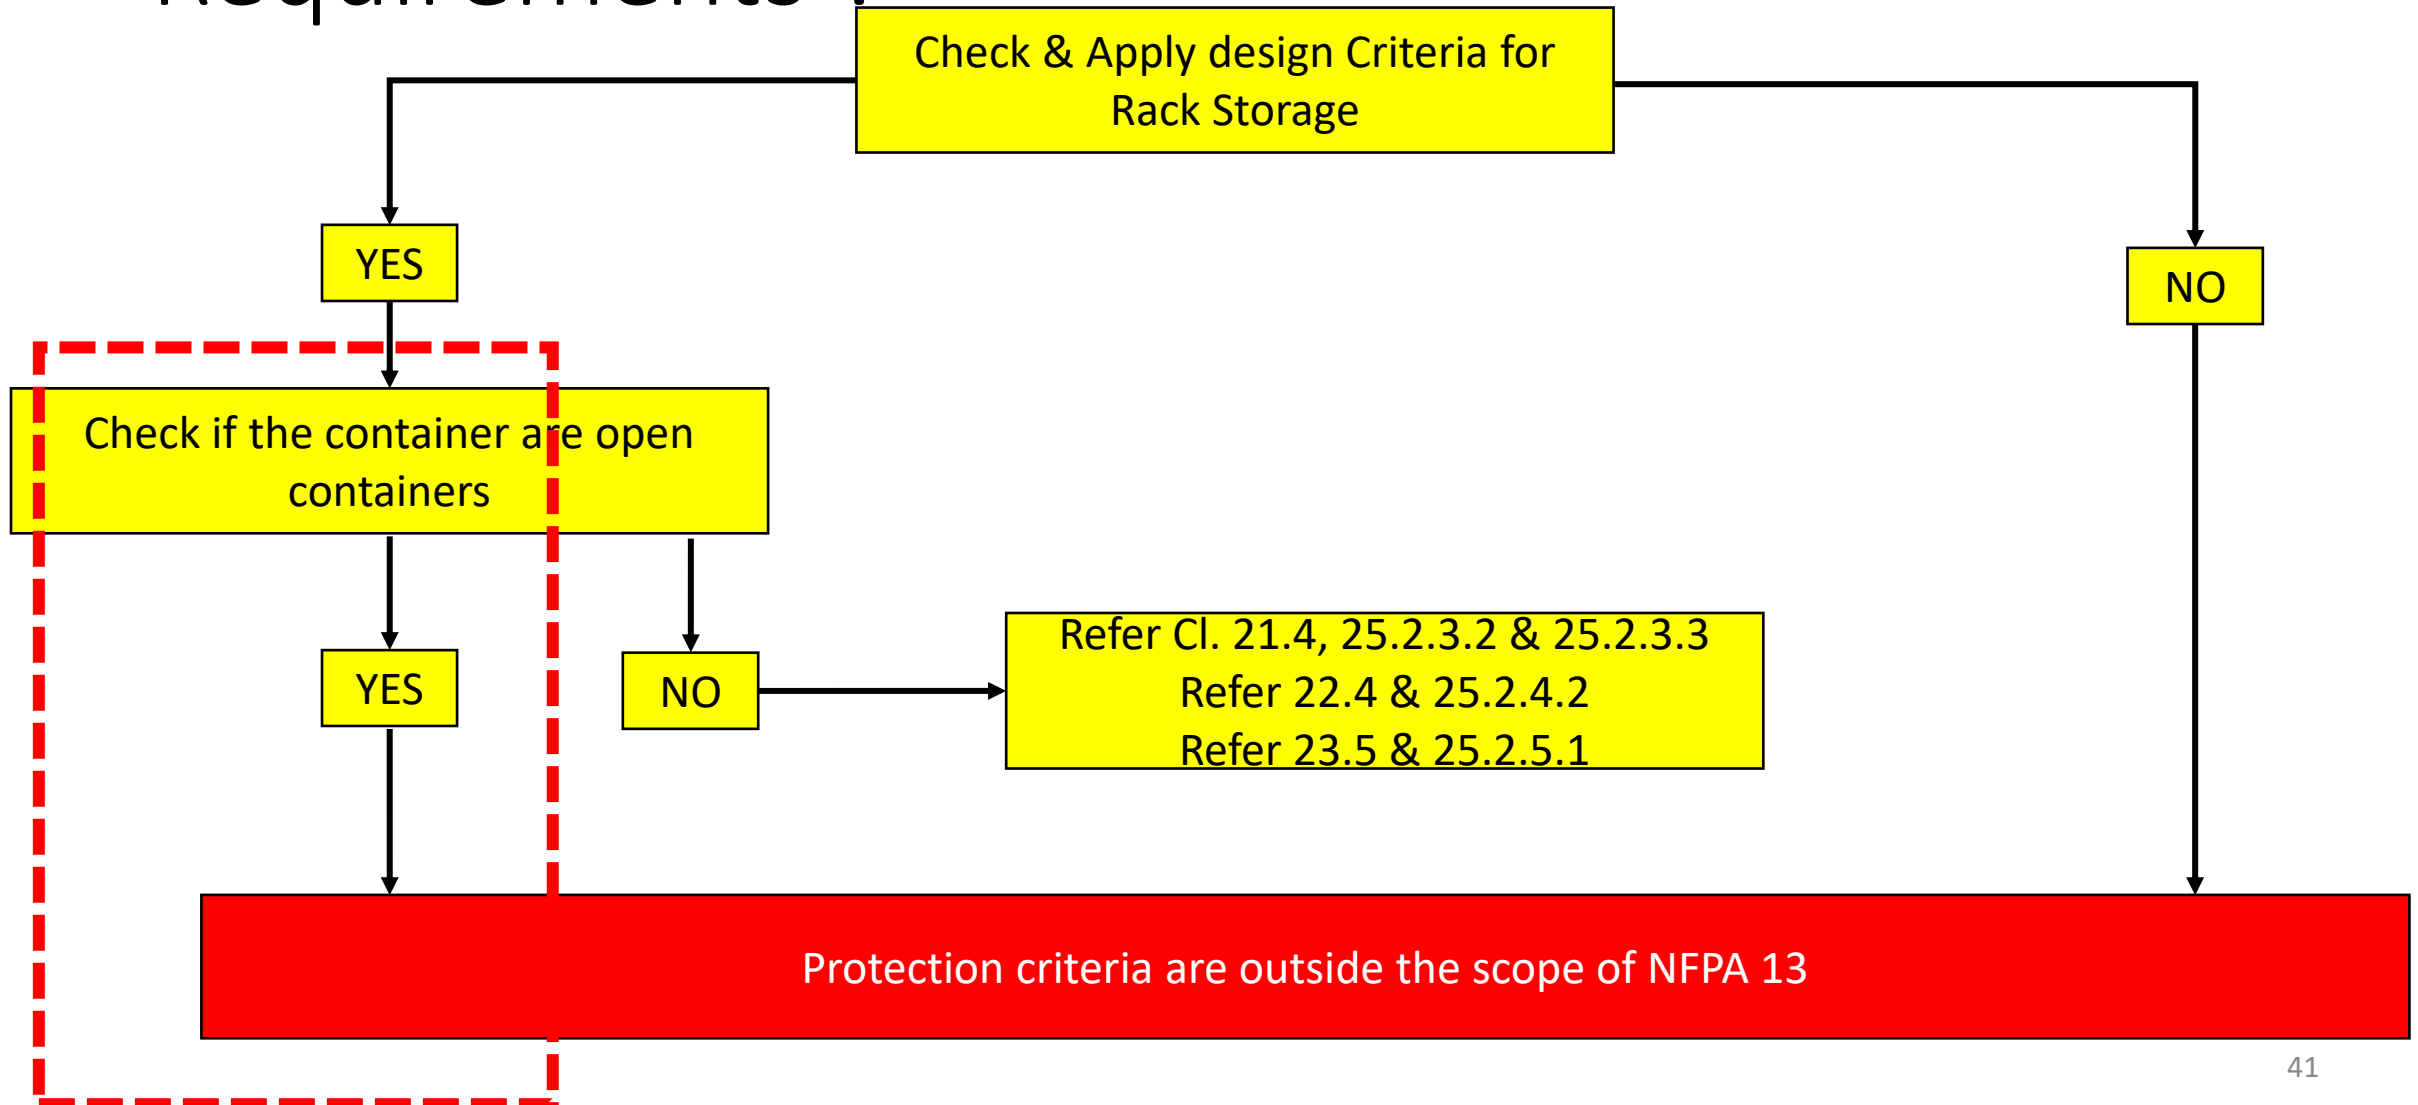 Requirements :
Check & Apply design Criteria for
Rack Storage
YES
NO
Check if the container are open
containers
YES
NO
Refer Cl. 21.4, 25.2.3.2 & 25.2.3.3
Refer 22.4 & 25.2.4.2
Refer 23.5 & 25.2.5.1
Protection criteria are outside the scope of NFPA 13
41